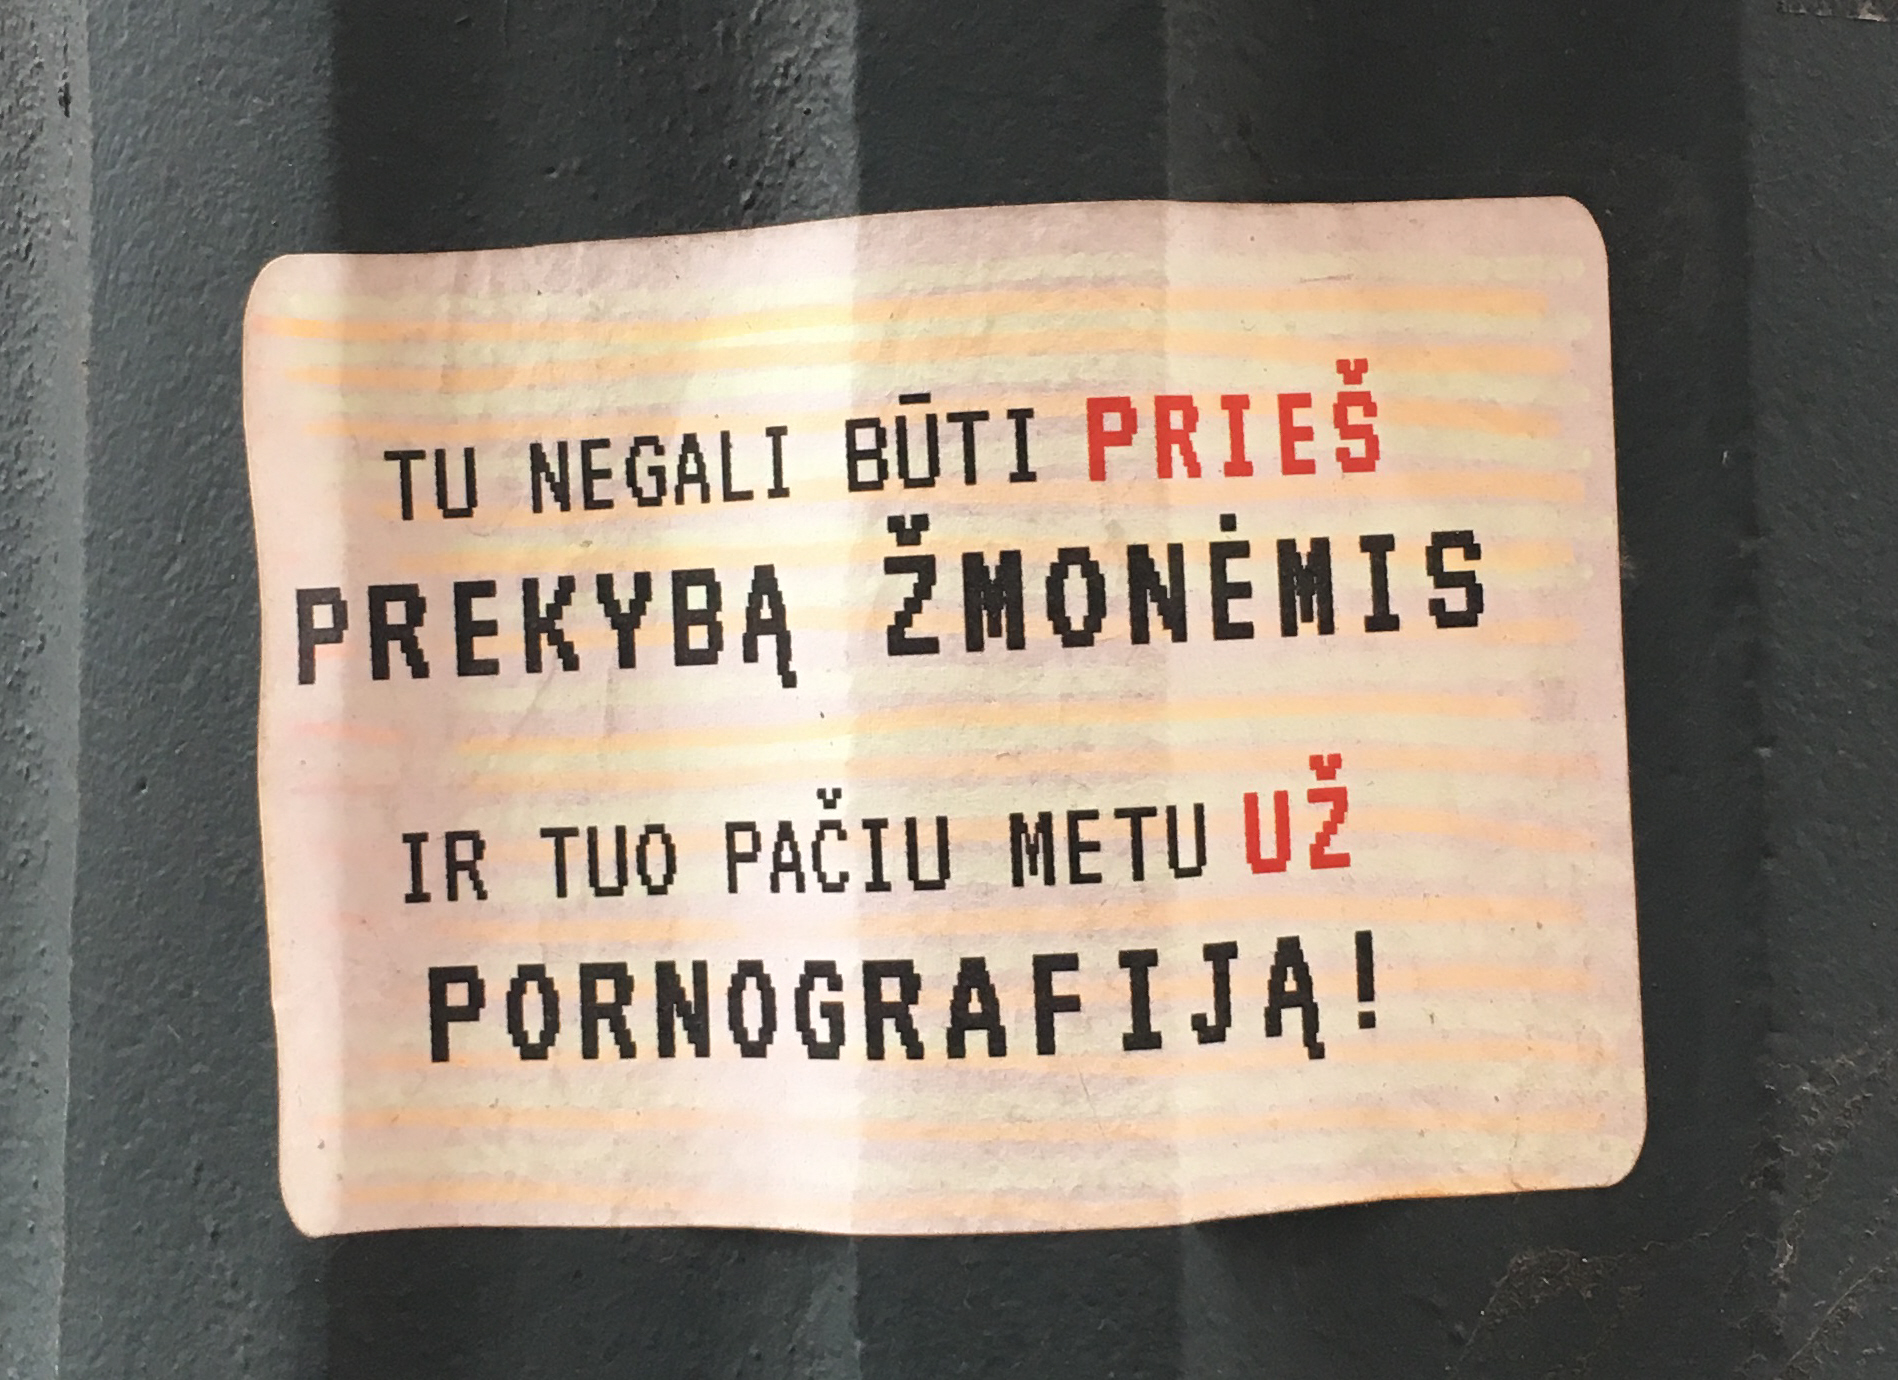 TU NEGALI BŪTI PRIEŠ
PREKYBĄ ŽMONĖMIS
IR TUO PAČIU METU UŽ
PORNOGRAFIJĄ!